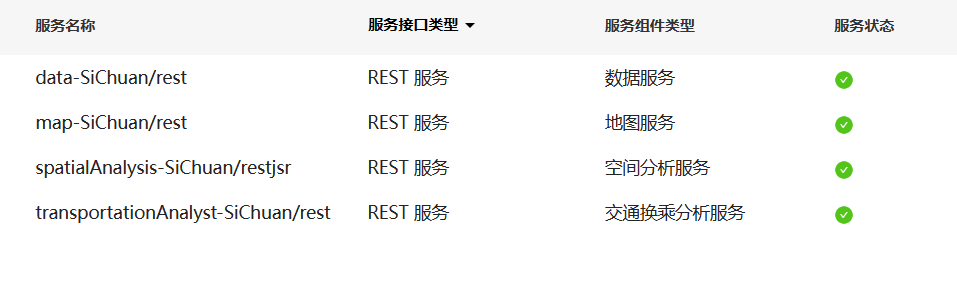 服务名称 服务接口类型 服务组件类型 服务状态
data-SiChuan/rest REST 服务 数据服务
map-SiChuan/rest REST 服务 地图服务
spatialAnalysis-SiChuan/restjsr REST 服务 空间分析服务
transportationAnalyst-SiChuan/rest REST 服务 交通换乘分析服务